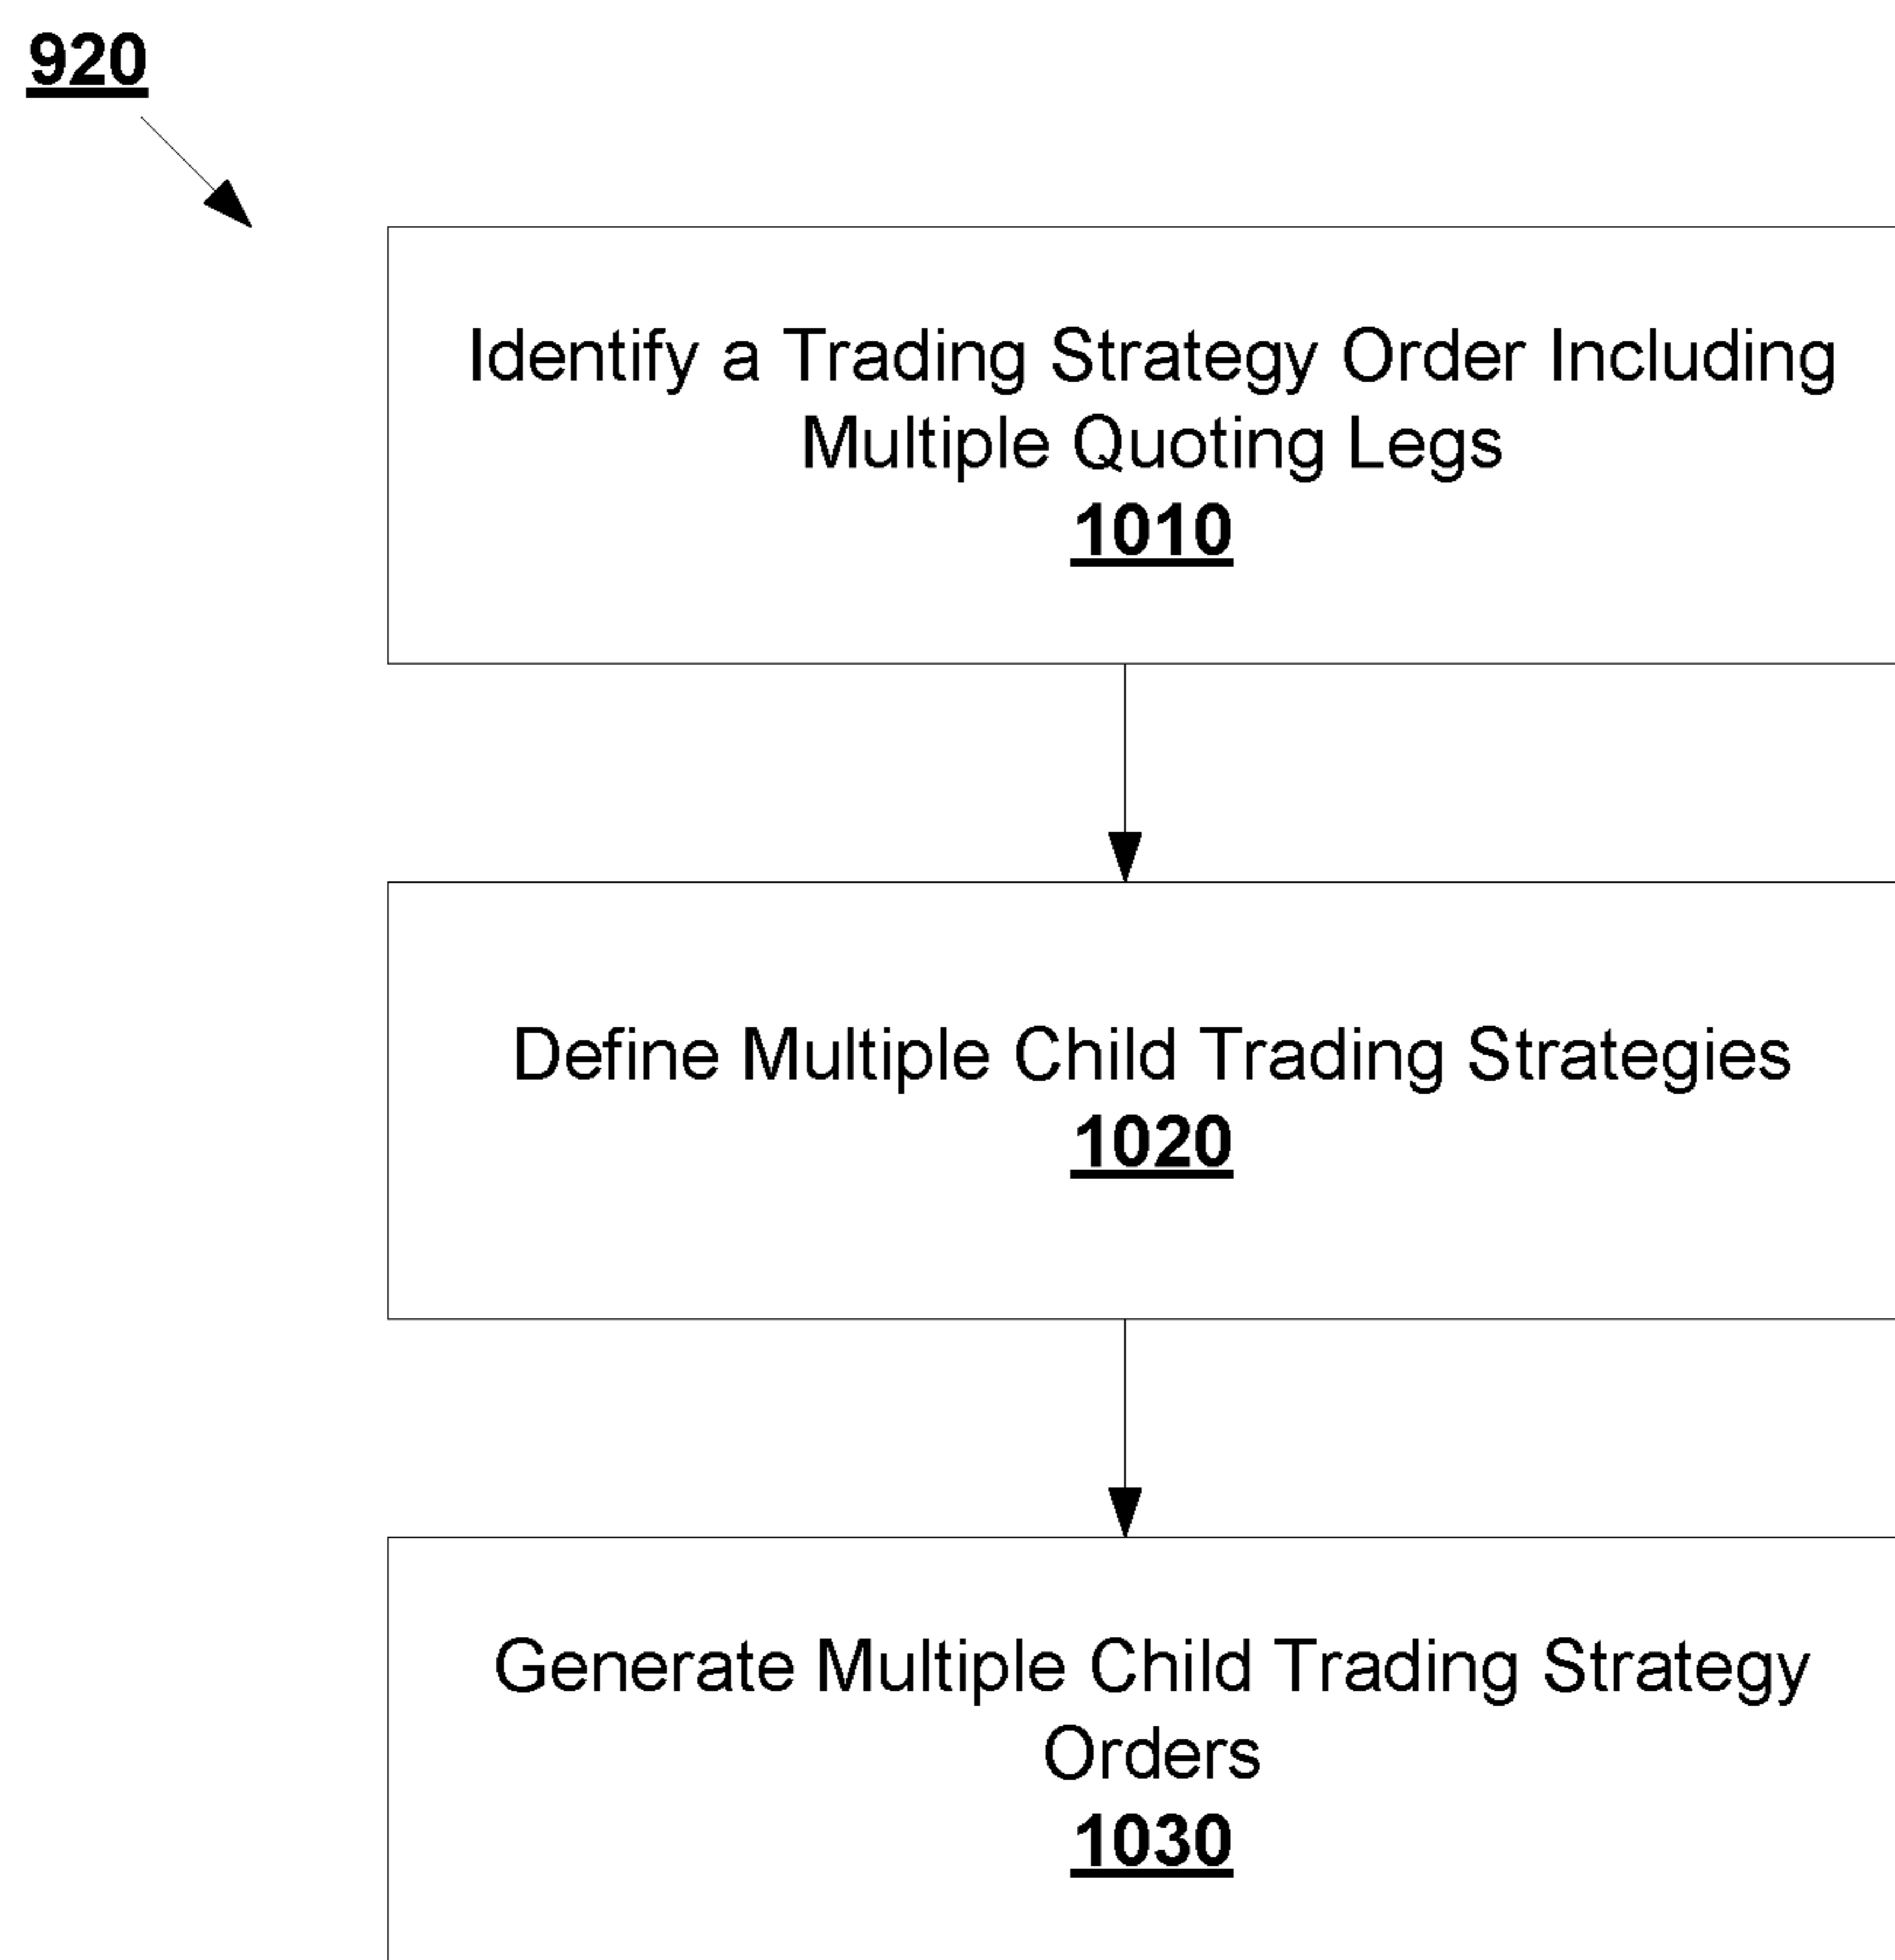 920
Identify a Trading Strategy Order Including
Multiple Quoting Legs
1010
Define Multiple Child Trading Strategies
1020
Generate Multiple Child Trading Strategy
Orders
1030